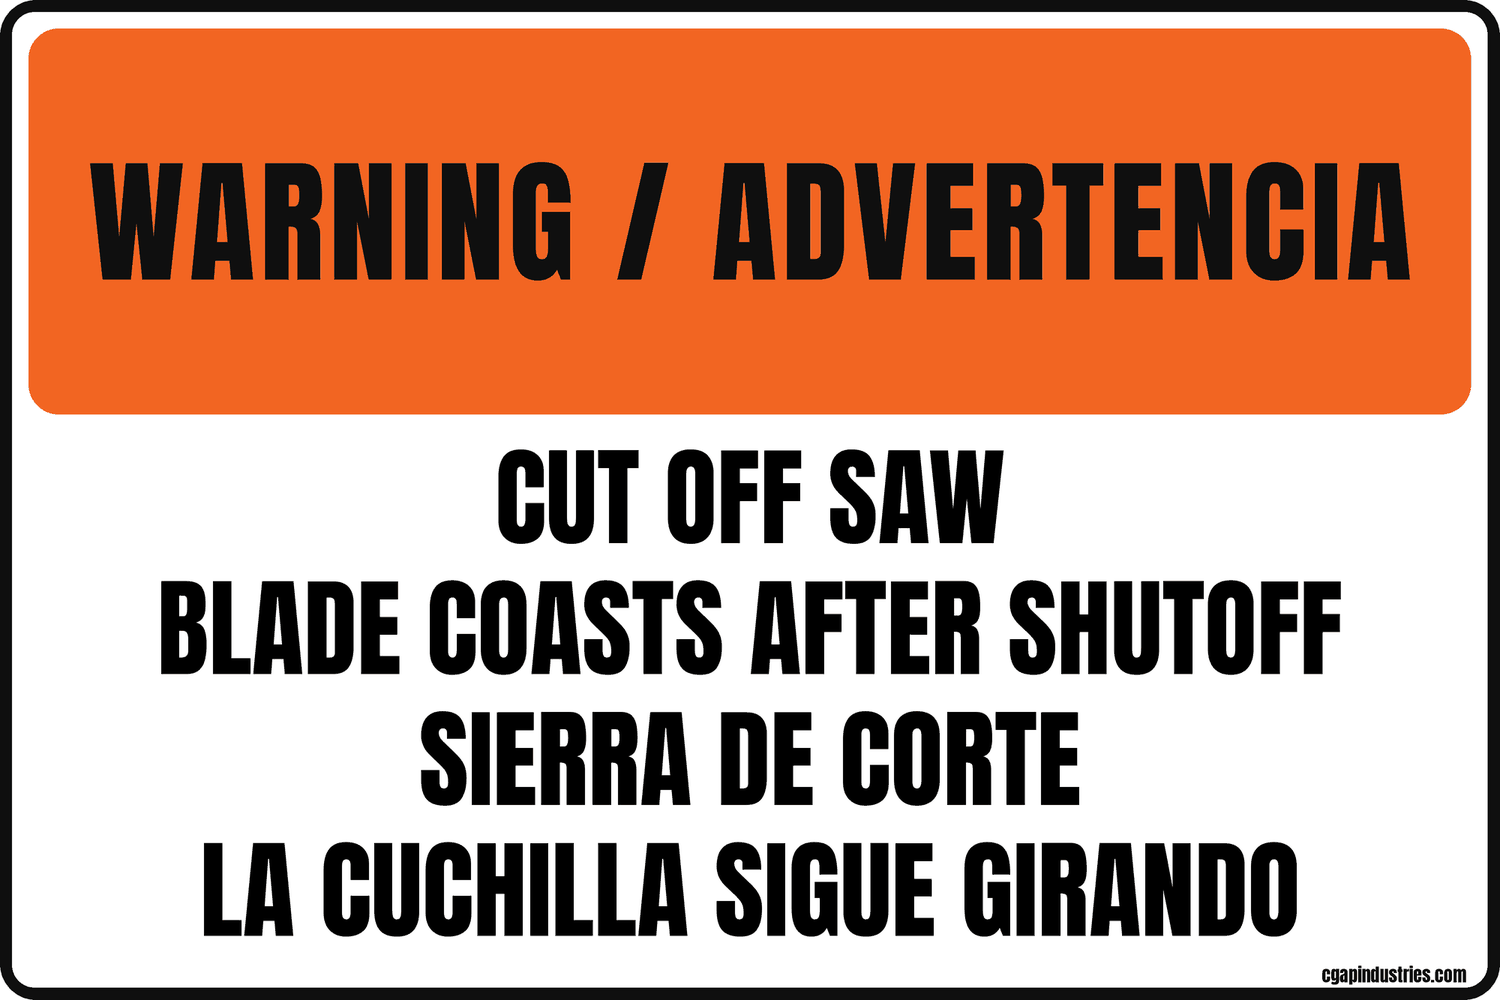 WARNING / ADVERTENCIA
CUT OFF SAW
BLADE COASTS AFTER SHUTOFF
SIERRA DE CORTE
LA CUCHILLA SIGUE GIRANDO
cgapindustries.com